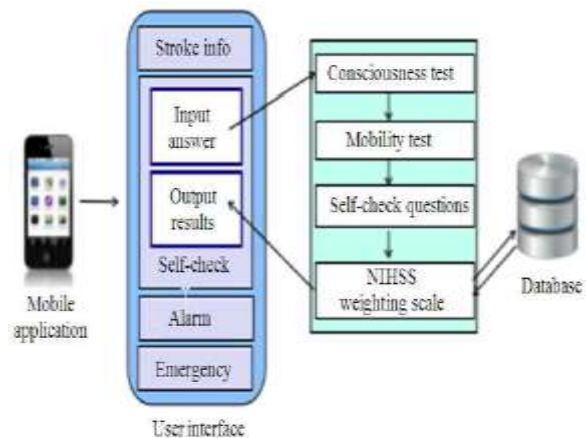 Stroke info
Input
answer
Output
results
Self-check
Alarm
Emergency
User interface
Mobile
application
Consciousness test
Mobility test
Self-check questions
NIHSS
weighting scale
Database